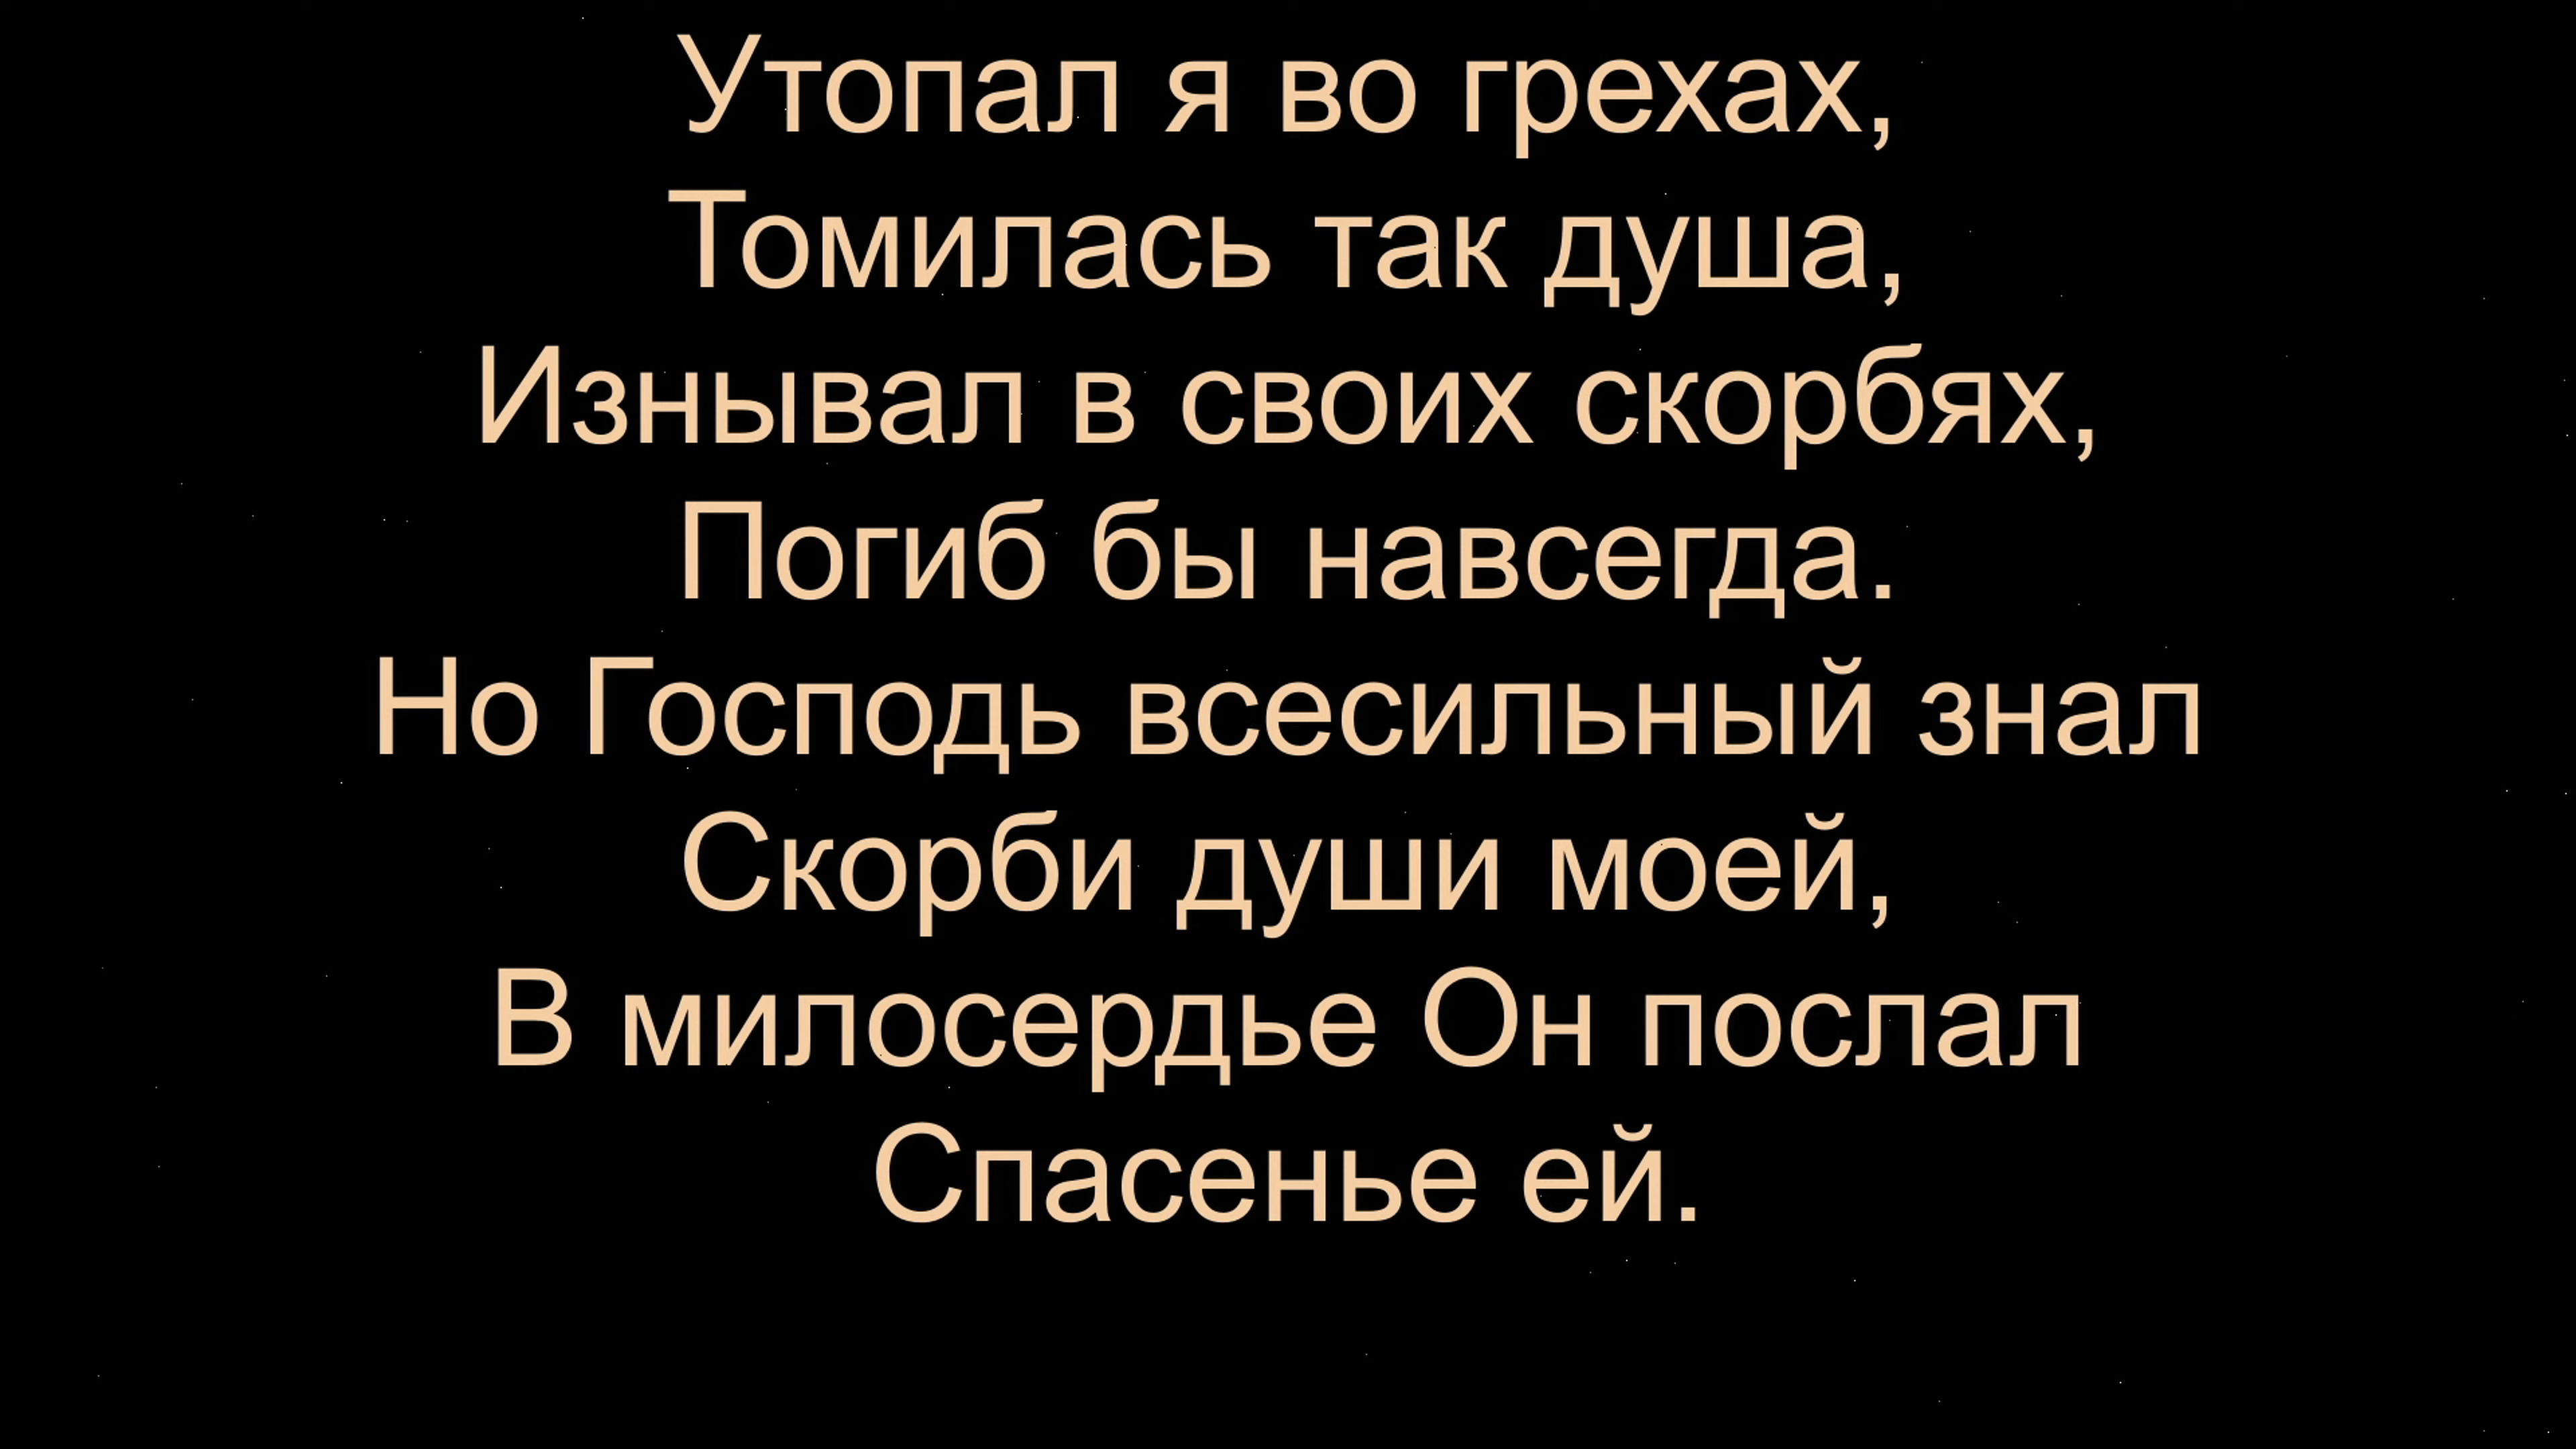 Утопал я во грехах,
Томилась так душа,
Изнывал в своих скорбях,
Погиб бы навсегда.
Но Господь всесильный знал
Скорби души моей,
В милосердье Он послал
Спасенье ей.